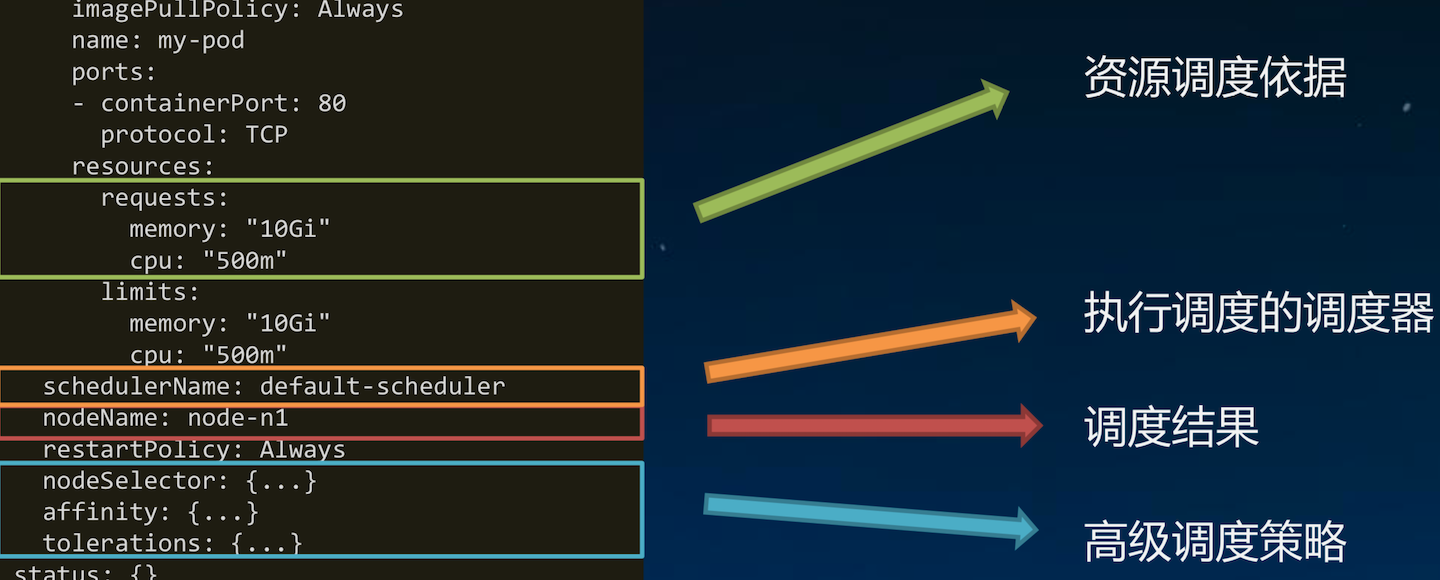 imagePullPolicy: Always
name: my-pod
ports:
- containerPort: 80
protocol: TCP
resources:
requests:
memory: "10Gi"
cpu: "500m"
limits:
memory: "10Gi"
cpu: "500m"
schedulerName: default-scheduler
nodeName: node-n1
restartPolicy: Always
nodeSelector: {...}
affinity: {...}
tolerations: {...}
status: {}
资源调度依据
执行调度的调度器
调度结果
高级调度策略